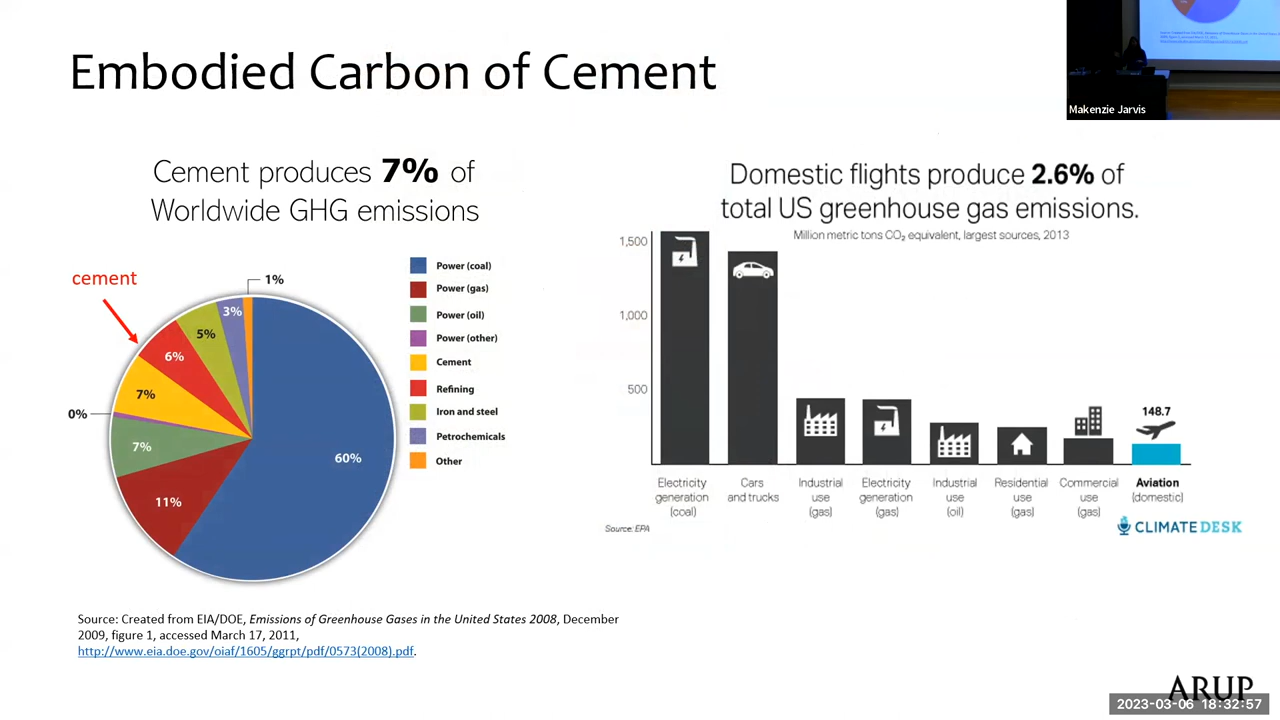 Embodied Carbon of Cement
Makenzie Jarvis
Cement produces 7% of
Worldwide GHG emissions
cement
1%
3%
5%
6%
7%
0%
7%
11%
60%
Power (coal)
Power (gas)
Power (oil)
Power (other)
Cement
Refining
Iron and steel
Petrochemicals
Other
Domestic flights produce 2.6% of
total US greenhouse gas emissions.
Million metric tons CO₂ equivalent, largest sources, 2013
1,500
1,000
500
148.7
Electricity
generation
(coal)
Cars
and trucks
Industrial
use
(gas)
Electricity
generation
(gas)
Industrial
use
(oil)
Residential
use
(gas)
Commercial
use
(gas)
Aviation
(domestic)
Source: EPA
CLIMATE DESK
Source: Created from EIA/DOE, Emissions of Greenhouse Gases in the United States 2008, December
2009, figure 1, accessed March 17, 2011,
http://www.eia.doe.gov/oiaf/1605/ggrpt/pdf/0573(2008).pdf.
ARUP
2023-03-06 18:32:57